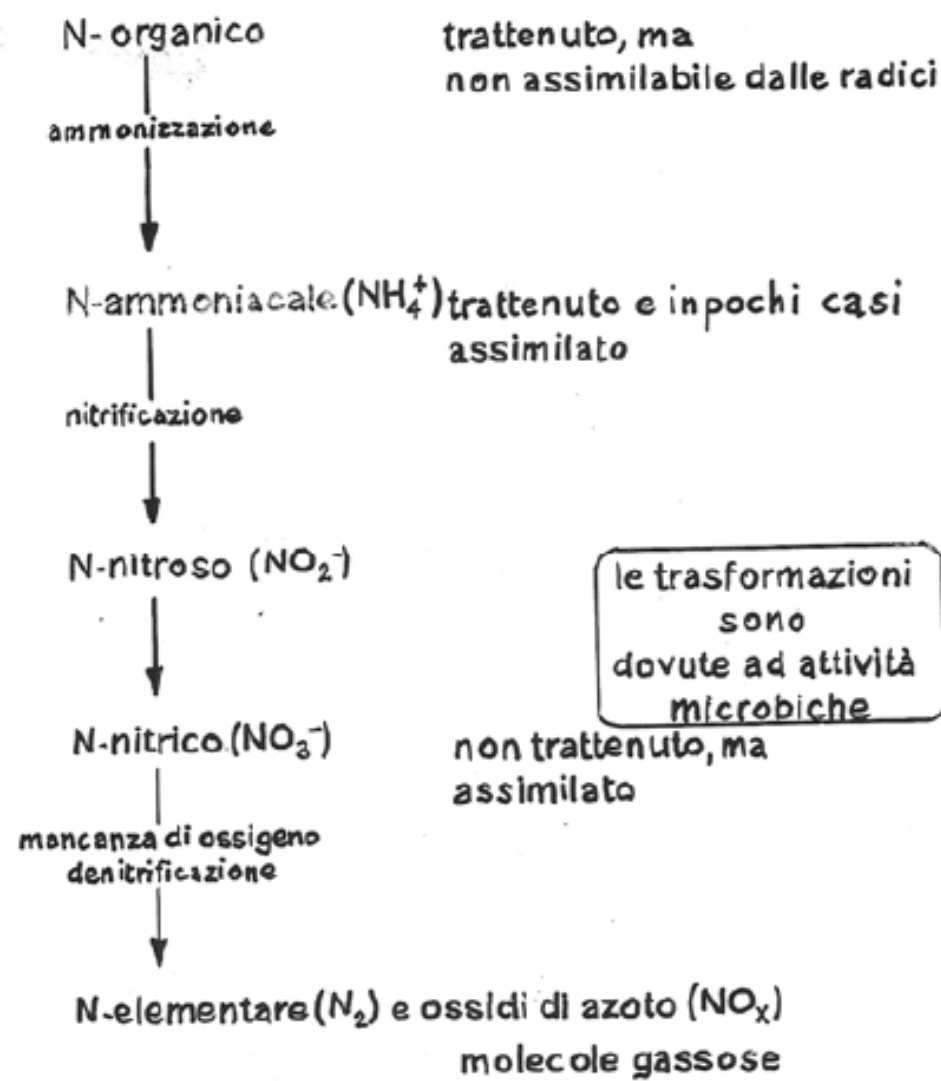 N-organico
trattenuto, ma
non assimilabile dalle radici
ammonizzazione
N-ammoniacale (NH₄⁺) trattenuto e in pochi casi
assimilato
nitrificazione
N-nitroso (NO₂⁻)
le trasformazioni
sono
dovute ad attività
microbiche
N-nitrico (NO₃⁻)
non trattenuto, ma
assimilato
mancanza di ossigeno
denitrificazione
N-elementare (N₂) e ossidi di azoto (NOₓ)
molecole gassose